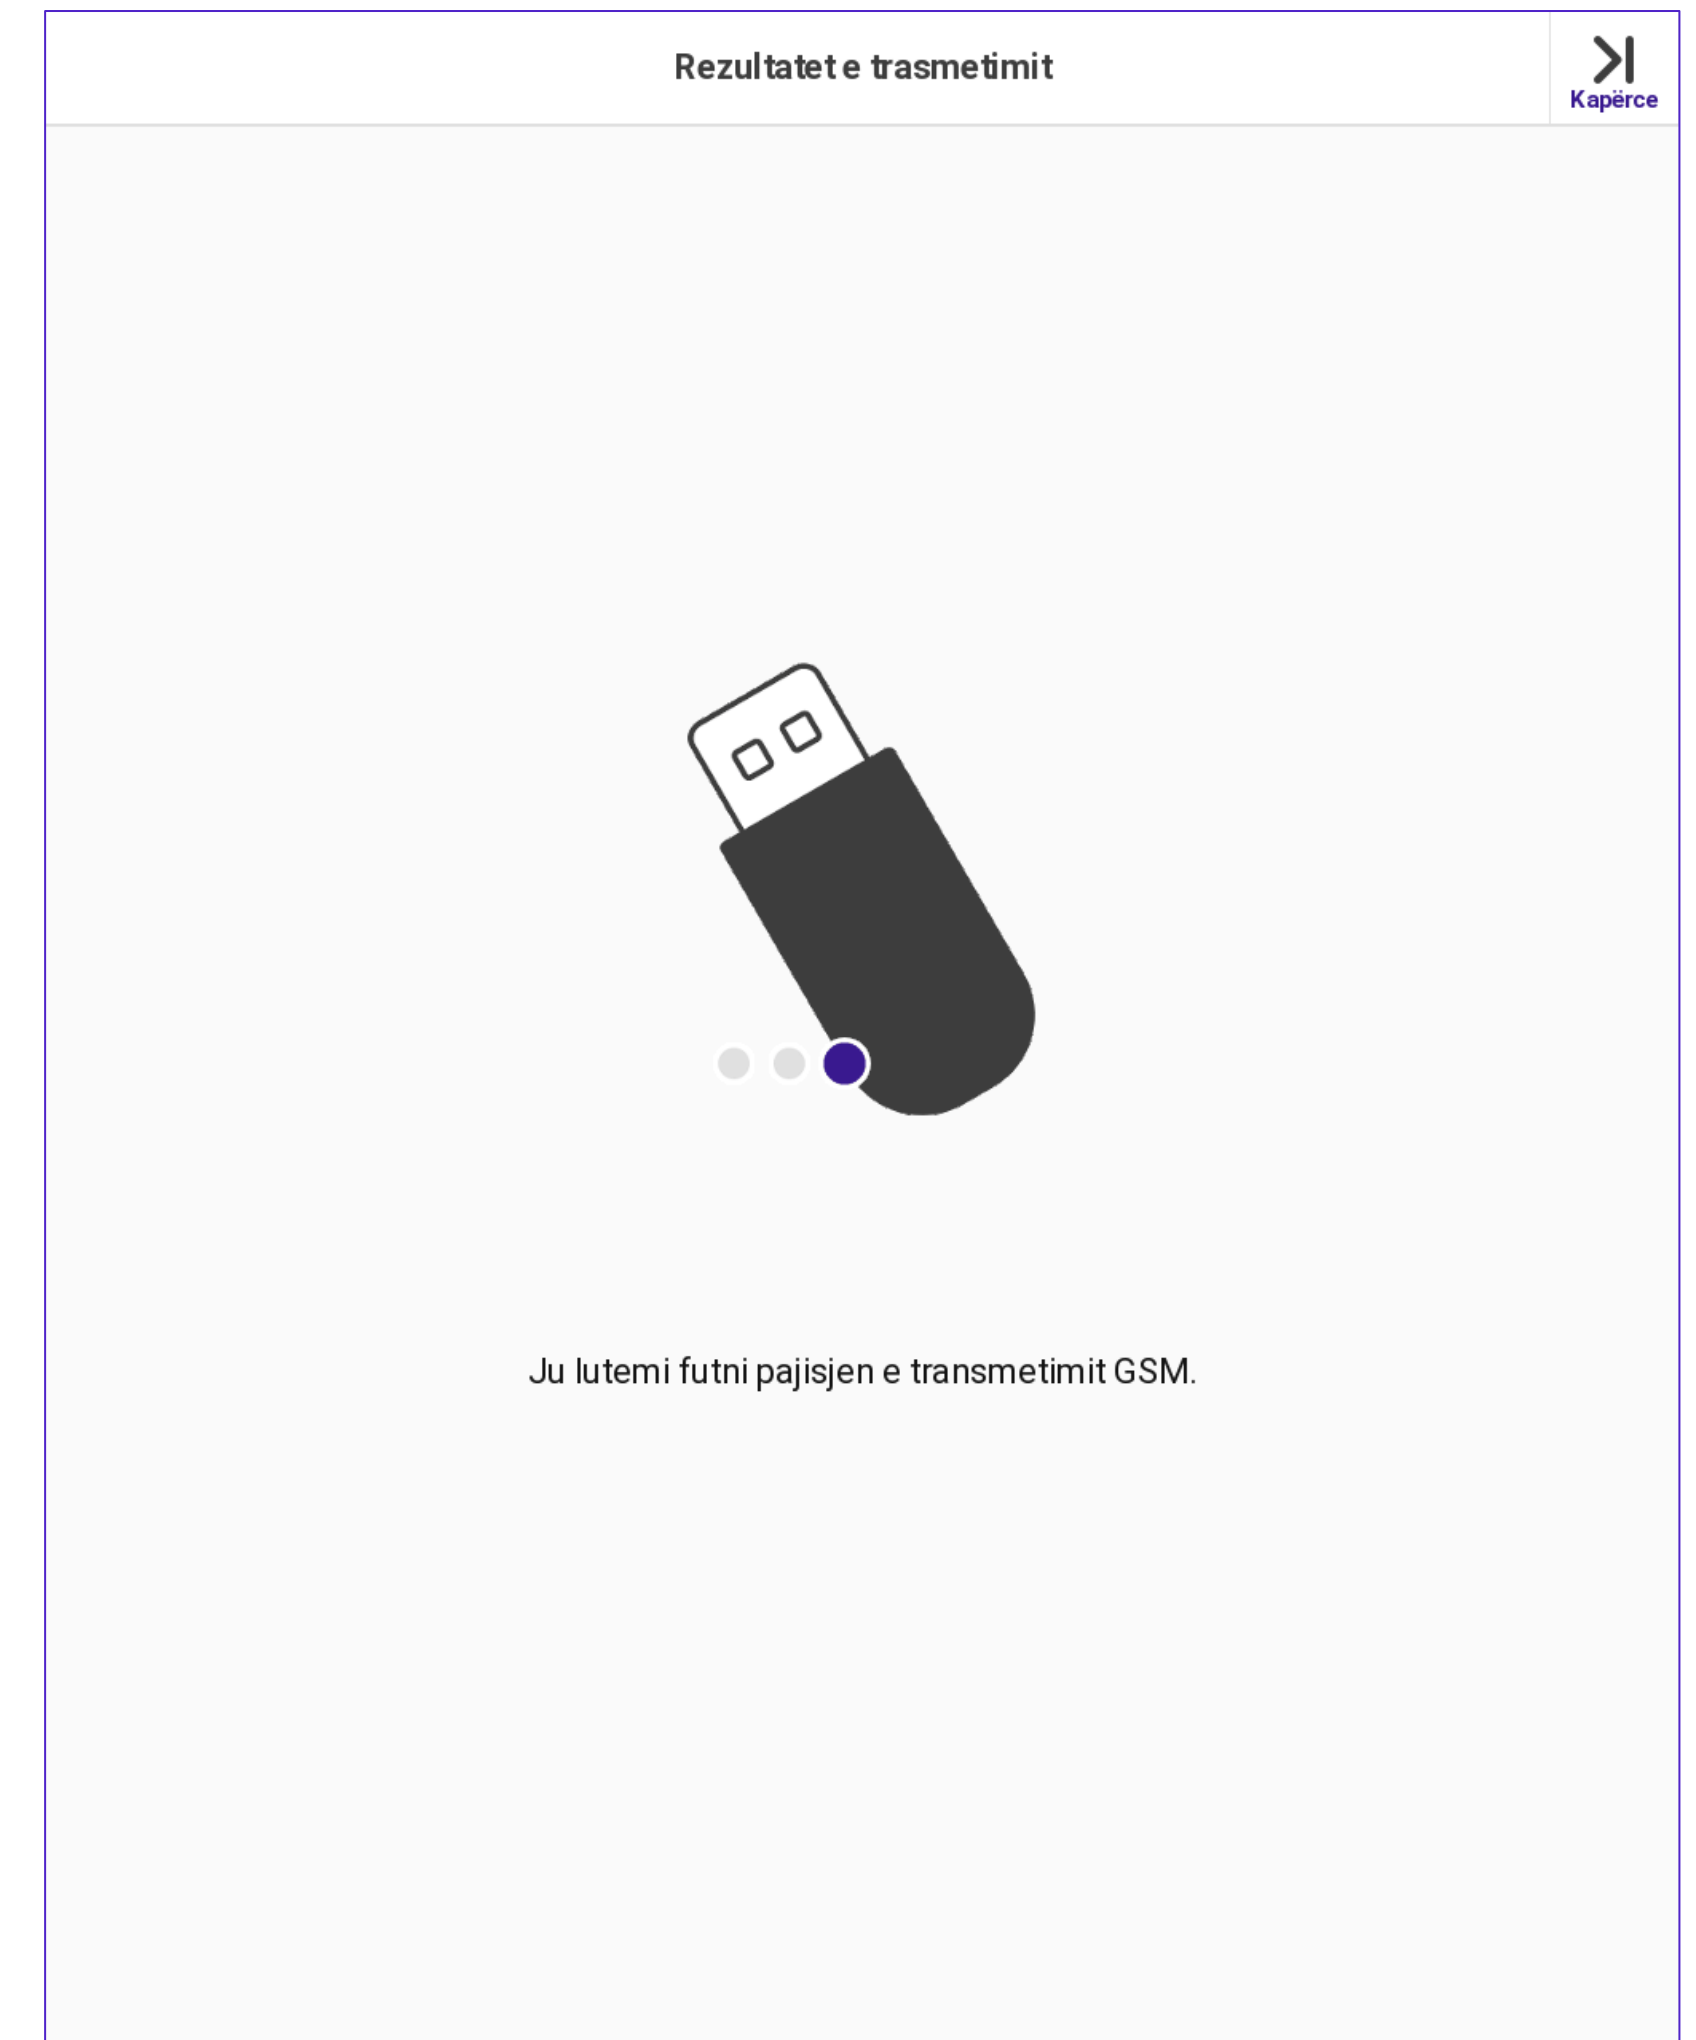 Rezultatet e trasmetimit
Kapërce
Ju lutemi futni pajisjen e transmetimit GSM.